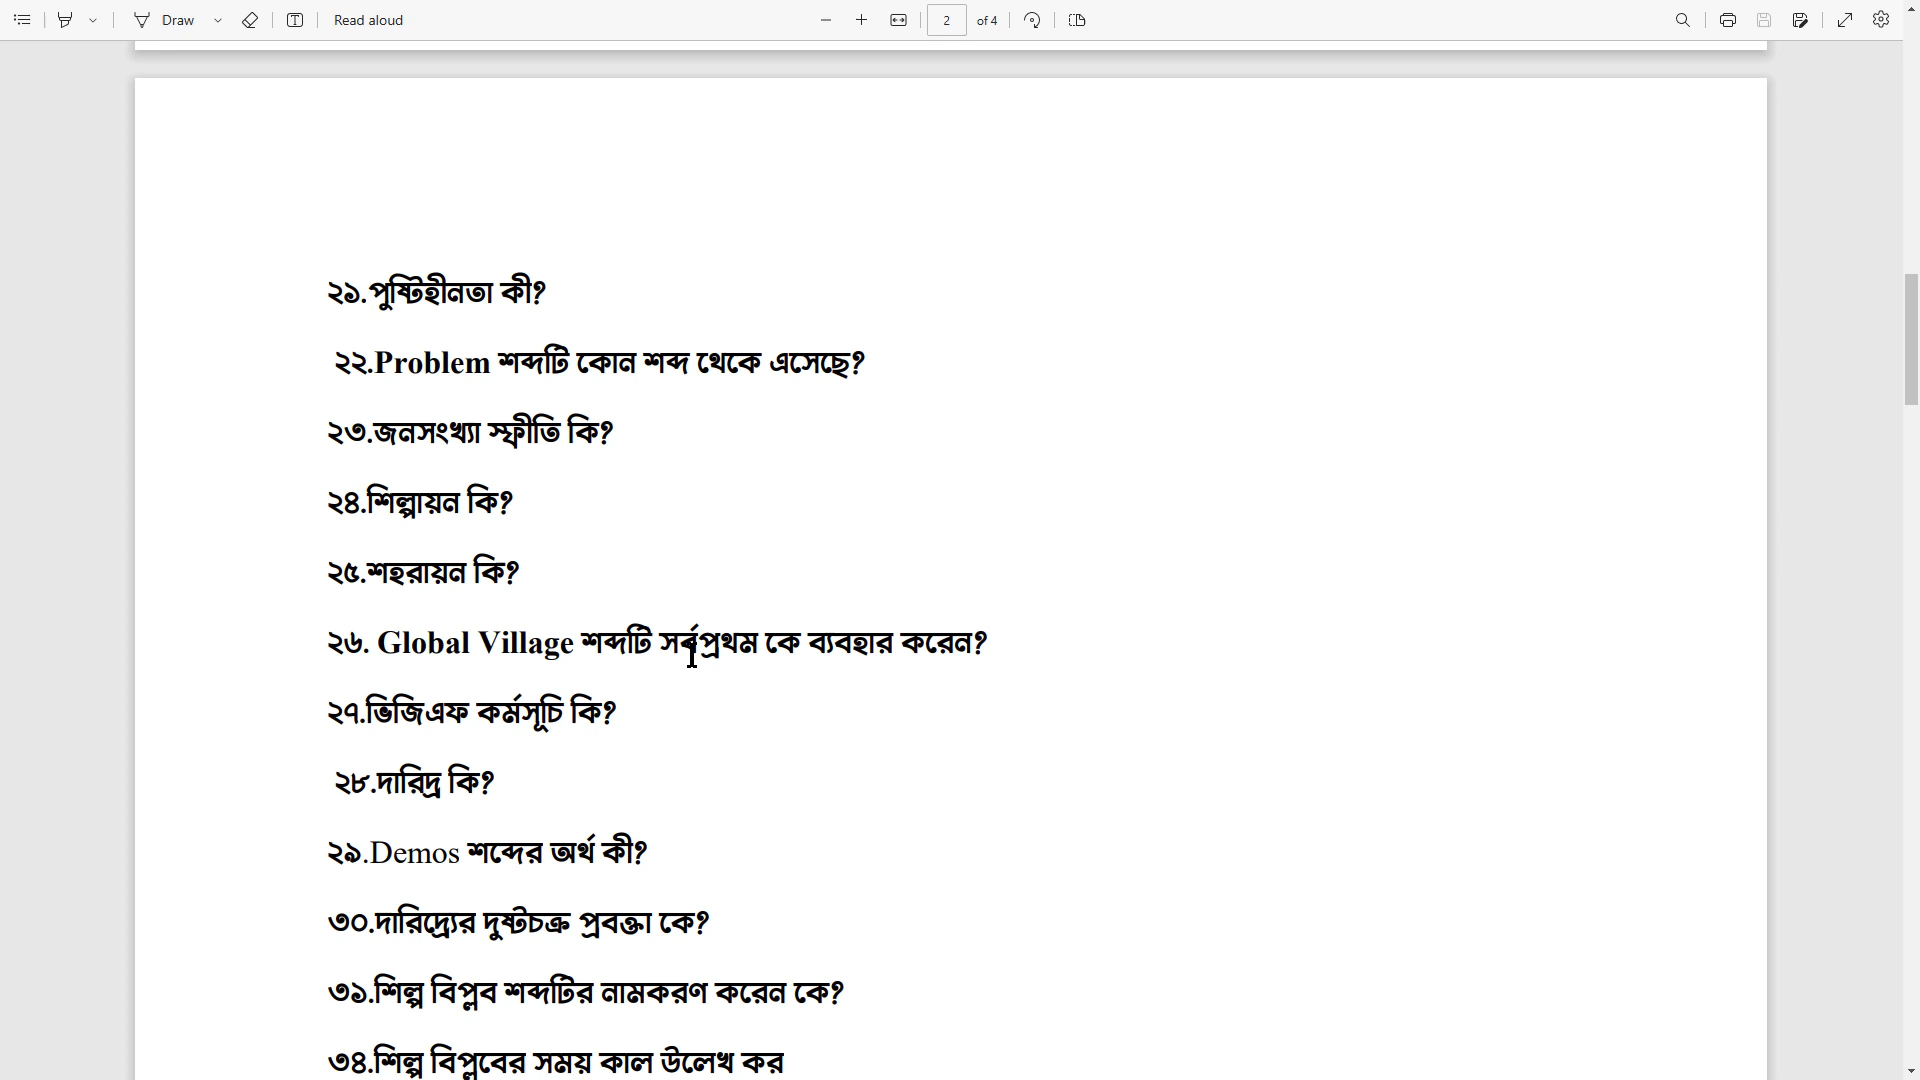 Draw
Read aloud
2 of 4
২১.পুষ্টিহীনতা কী?
২২.Problem শব্দটি কোন শব্দ থেকে এসেছে?
২৩.জনসংখ্যা স্ফীতি কি?
২৪.শিল্পায়ন কি?
২৫.শহরায়ন কি?
২৬. Global Village শব্দটি সর্বপ্রথম কে ব্যবহার করেন?
২৭.ভিজিএফ কর্মসূচি কি?
২৮.দারিদ্র কি?
২৯.Demos শব্দের অর্থ কী?
৩০.দারিদ্র্যের দুষ্টচক্র প্রবক্তা কে?
৩১.শিল্প বিপ্লব শব্দটির নামকরণ করেন কে?
৩৪.শিল্প বিপ্লবের সময় কাল উলেখ কর